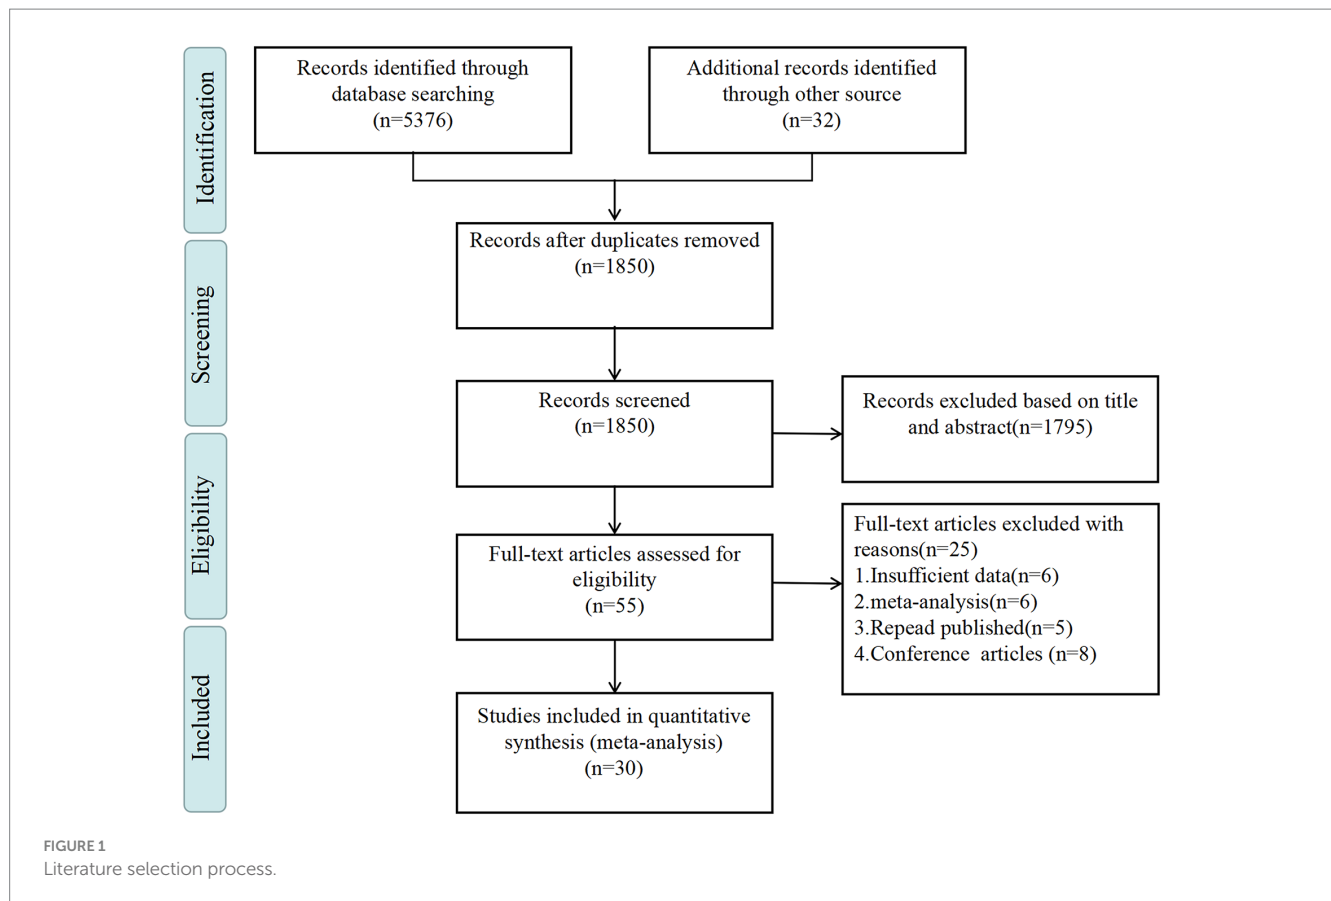 Identification
Records identified through
database searching
(n=5376)
Additional records identified
through other source
(n=32)
Screening
Records after duplicates removed
(n=1850)
Records screened
(n=1850)
Records excluded based on title
and abstract(n=1795)
Eligibility
Full-text articles assessed for
eligibility
(n=55)
Full-text articles excluded with
reasons(n=25)
1.Insufficient data(n=6)
2.meta-analysis(n=6)
3.Repead published(n=5)
4.Conference articles (n=8)
Included
Studies included in quantitative
synthesis (meta-analysis)
(n=30)
FIGURE 1
Literature selection process.